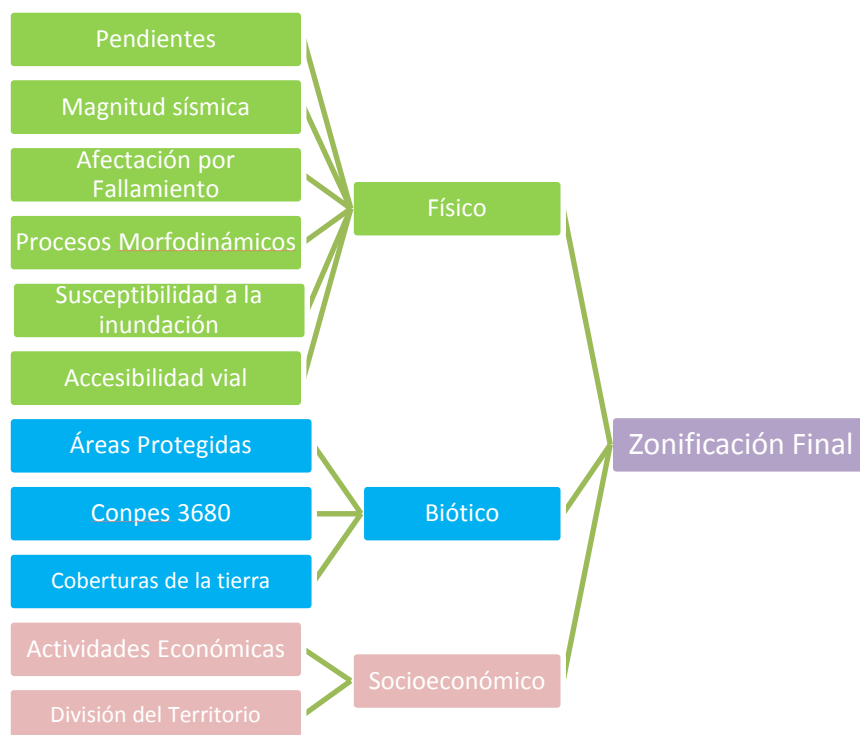 Pendientes
Magnitud sísmica
Afectación por
Fallamiento
Procesos Morfodinámicos
Susceptibilidad a la
inundación
Accesibilidad vial
Físico
Áreas Protegidas
Conpes 3680
Coberturas de la tierra
Biótico
Actividades Económicas
División del Territorio
Socioeconómico
Zonificación Final